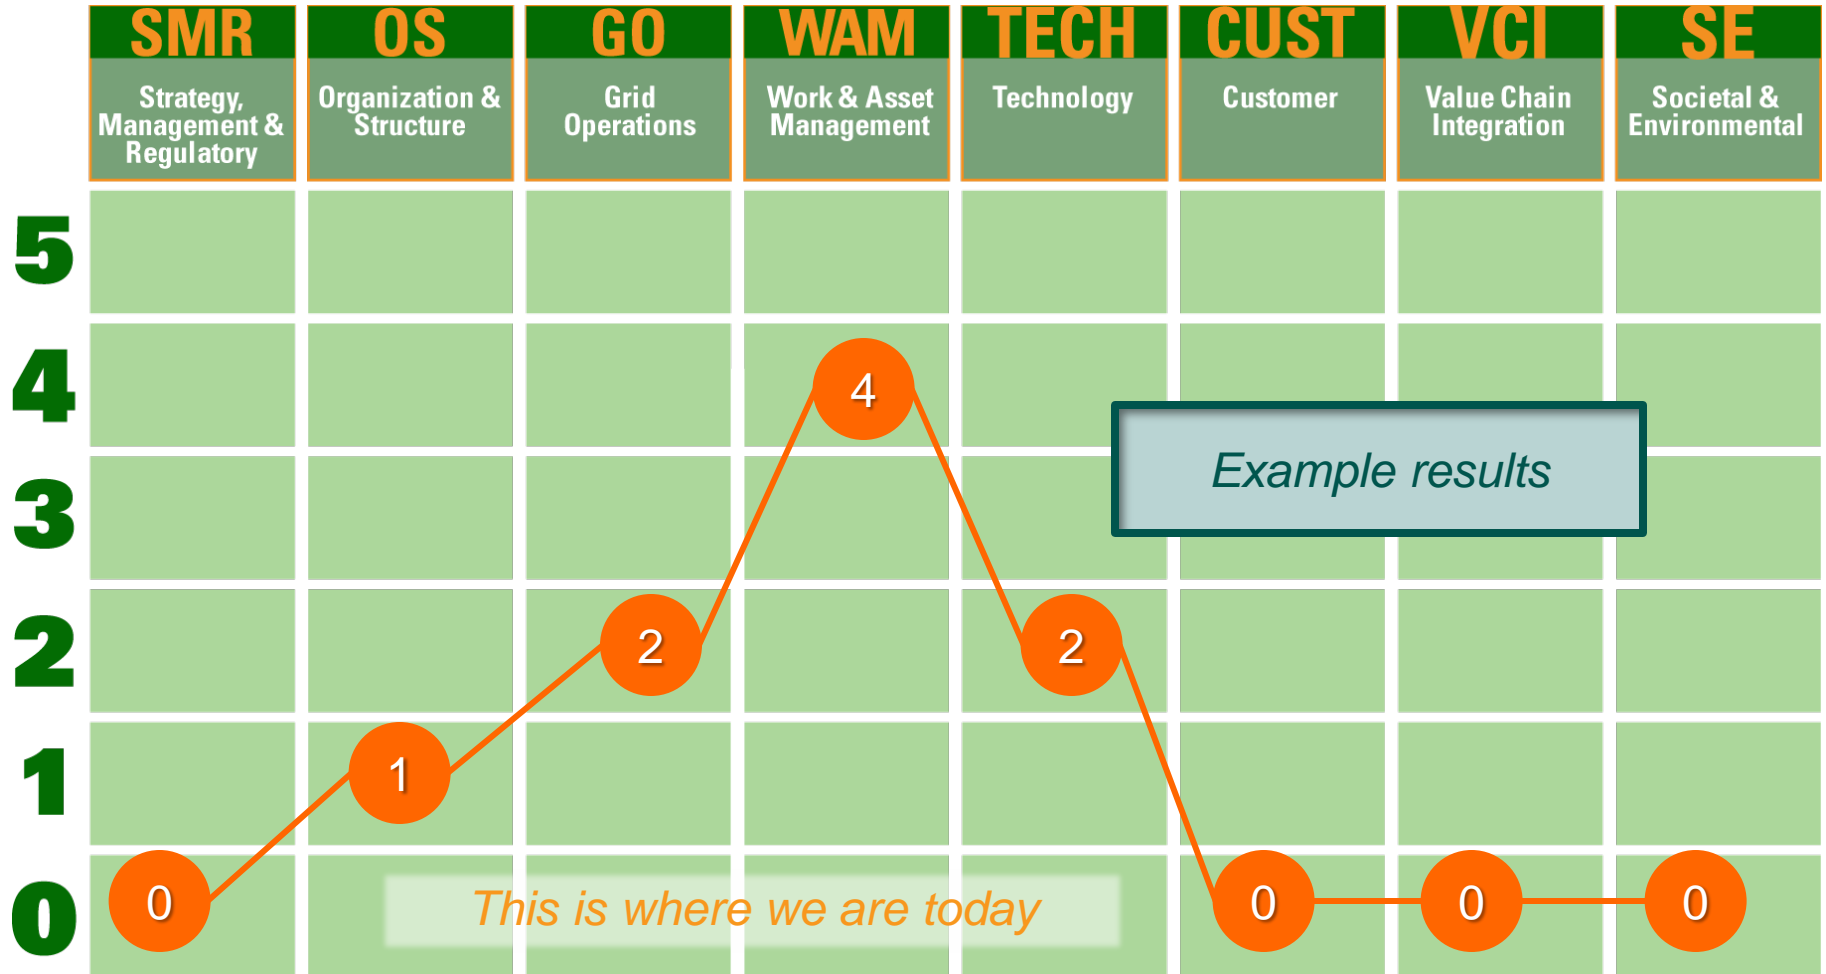 SMR OS GO WAM TECH CUST VCI SE
Strategy,
Management &
Regulatory
Organization &
Structure
Grid
Operations
Work & Asset
Management
Technology
Customer
Value Chain
Integration
Societal &
Environmental
5
4
4
Example results
3
2
2
2
1
1
0
0
This is where we are today
0
0
0